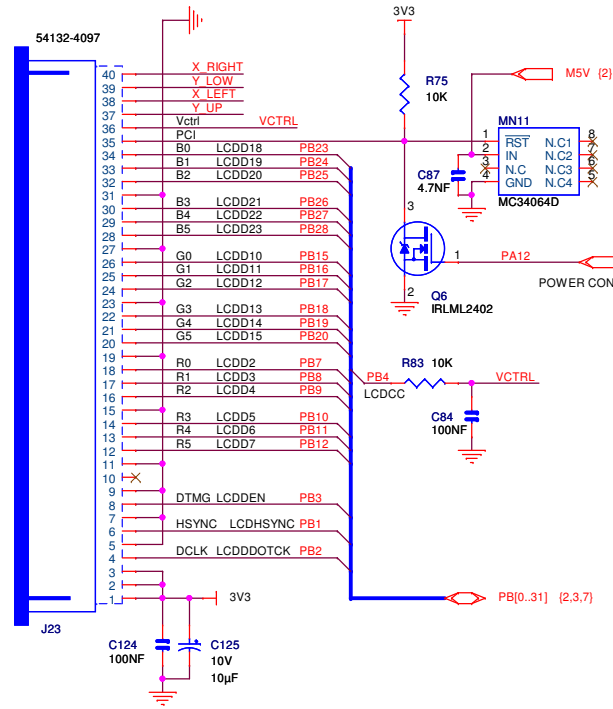 54132-4097
J23
40 X_RIGHT
39 Y_LOW
38 X_LEFT
37 Y_UP
36 Vctrl VCTRL
35 PCI
34 B0 LCDD18 PB23
33 B1 LCDD19 PB24
32 B2 LCDD20 PB25
31
30 B3 LCDD21 PB26
29 B4 LCDD22 PB27
28 B5 LCDD23 PB28
27
26 G0 LCDD10 PB15
25 G1 LCDD11 PB16
24 G2 LCDD12 PB17
23
22 G3 LCDD13 PB18
21 G4 LCDD14 PB19
20 G5 LCDD15 PB20
19
18 R0 LCDD2 PB7
17 R1 LCDD3 PB8
16 R2 LCDD4 PB9
15
14 R3 LCDD5 PB10
13 R4 LCDD6 PB11
12 R5 LCDD7 PB12
11
10
9
8 DTMG LCDDEN PB3
7
6 HSYNC LCDHSYNC PB1
5
4 DCLK LCDDDOTCK PB2
3
2
1 3V3
C124
100NF
C125
10V
10µF
3V3
R75
10K
M5V {2}
MN11
1 RST N.C1 8
2 IN N.C2 7
3 N.C N.C3 6
4 GND N.C4 5
MC34064D
C87
4.7NF
3
1 PA12
2
POWER CON
Q6
IRLML2402
R83 10K
PB4 VCTRL
LCDCC
C84
100NF
PB[0..31] {2,3,7}